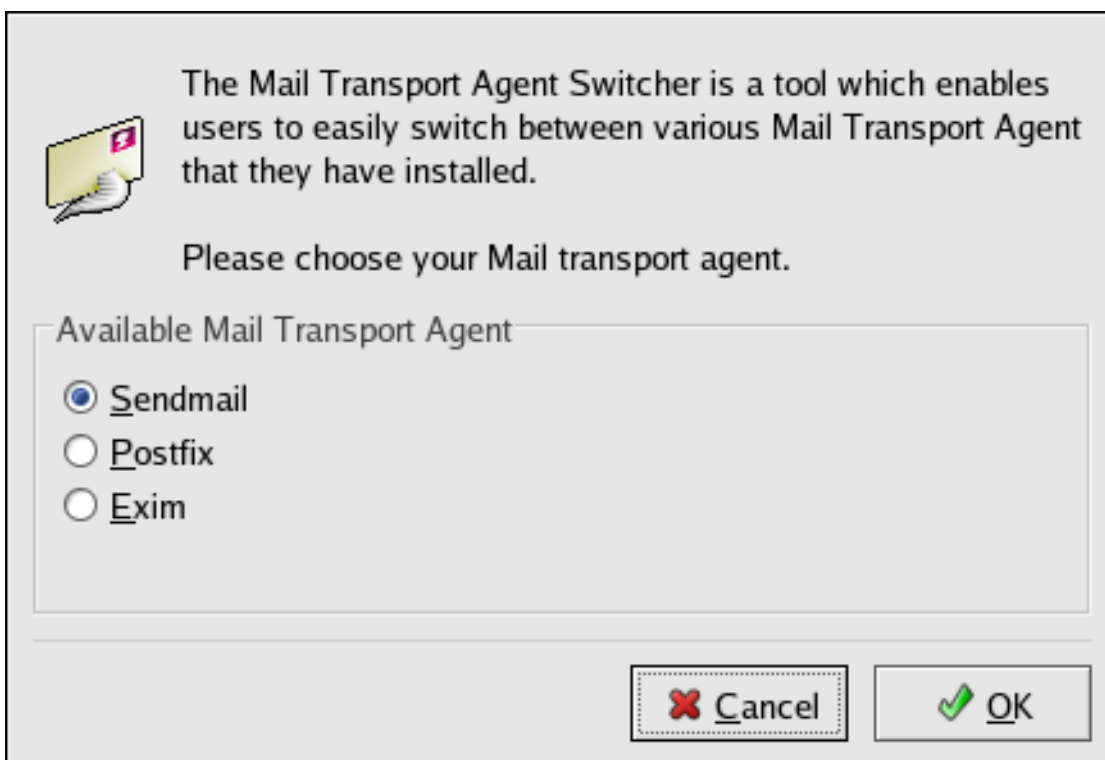 The Mail Transport Agent Switcher is a tool which enables
users to easily switch between various Mail Transport Agent
that they have installed.
Please choose your Mail transport agent.
Available Mail Transport Agent
Sendmail
Postfix
Exim
Cancel
OK